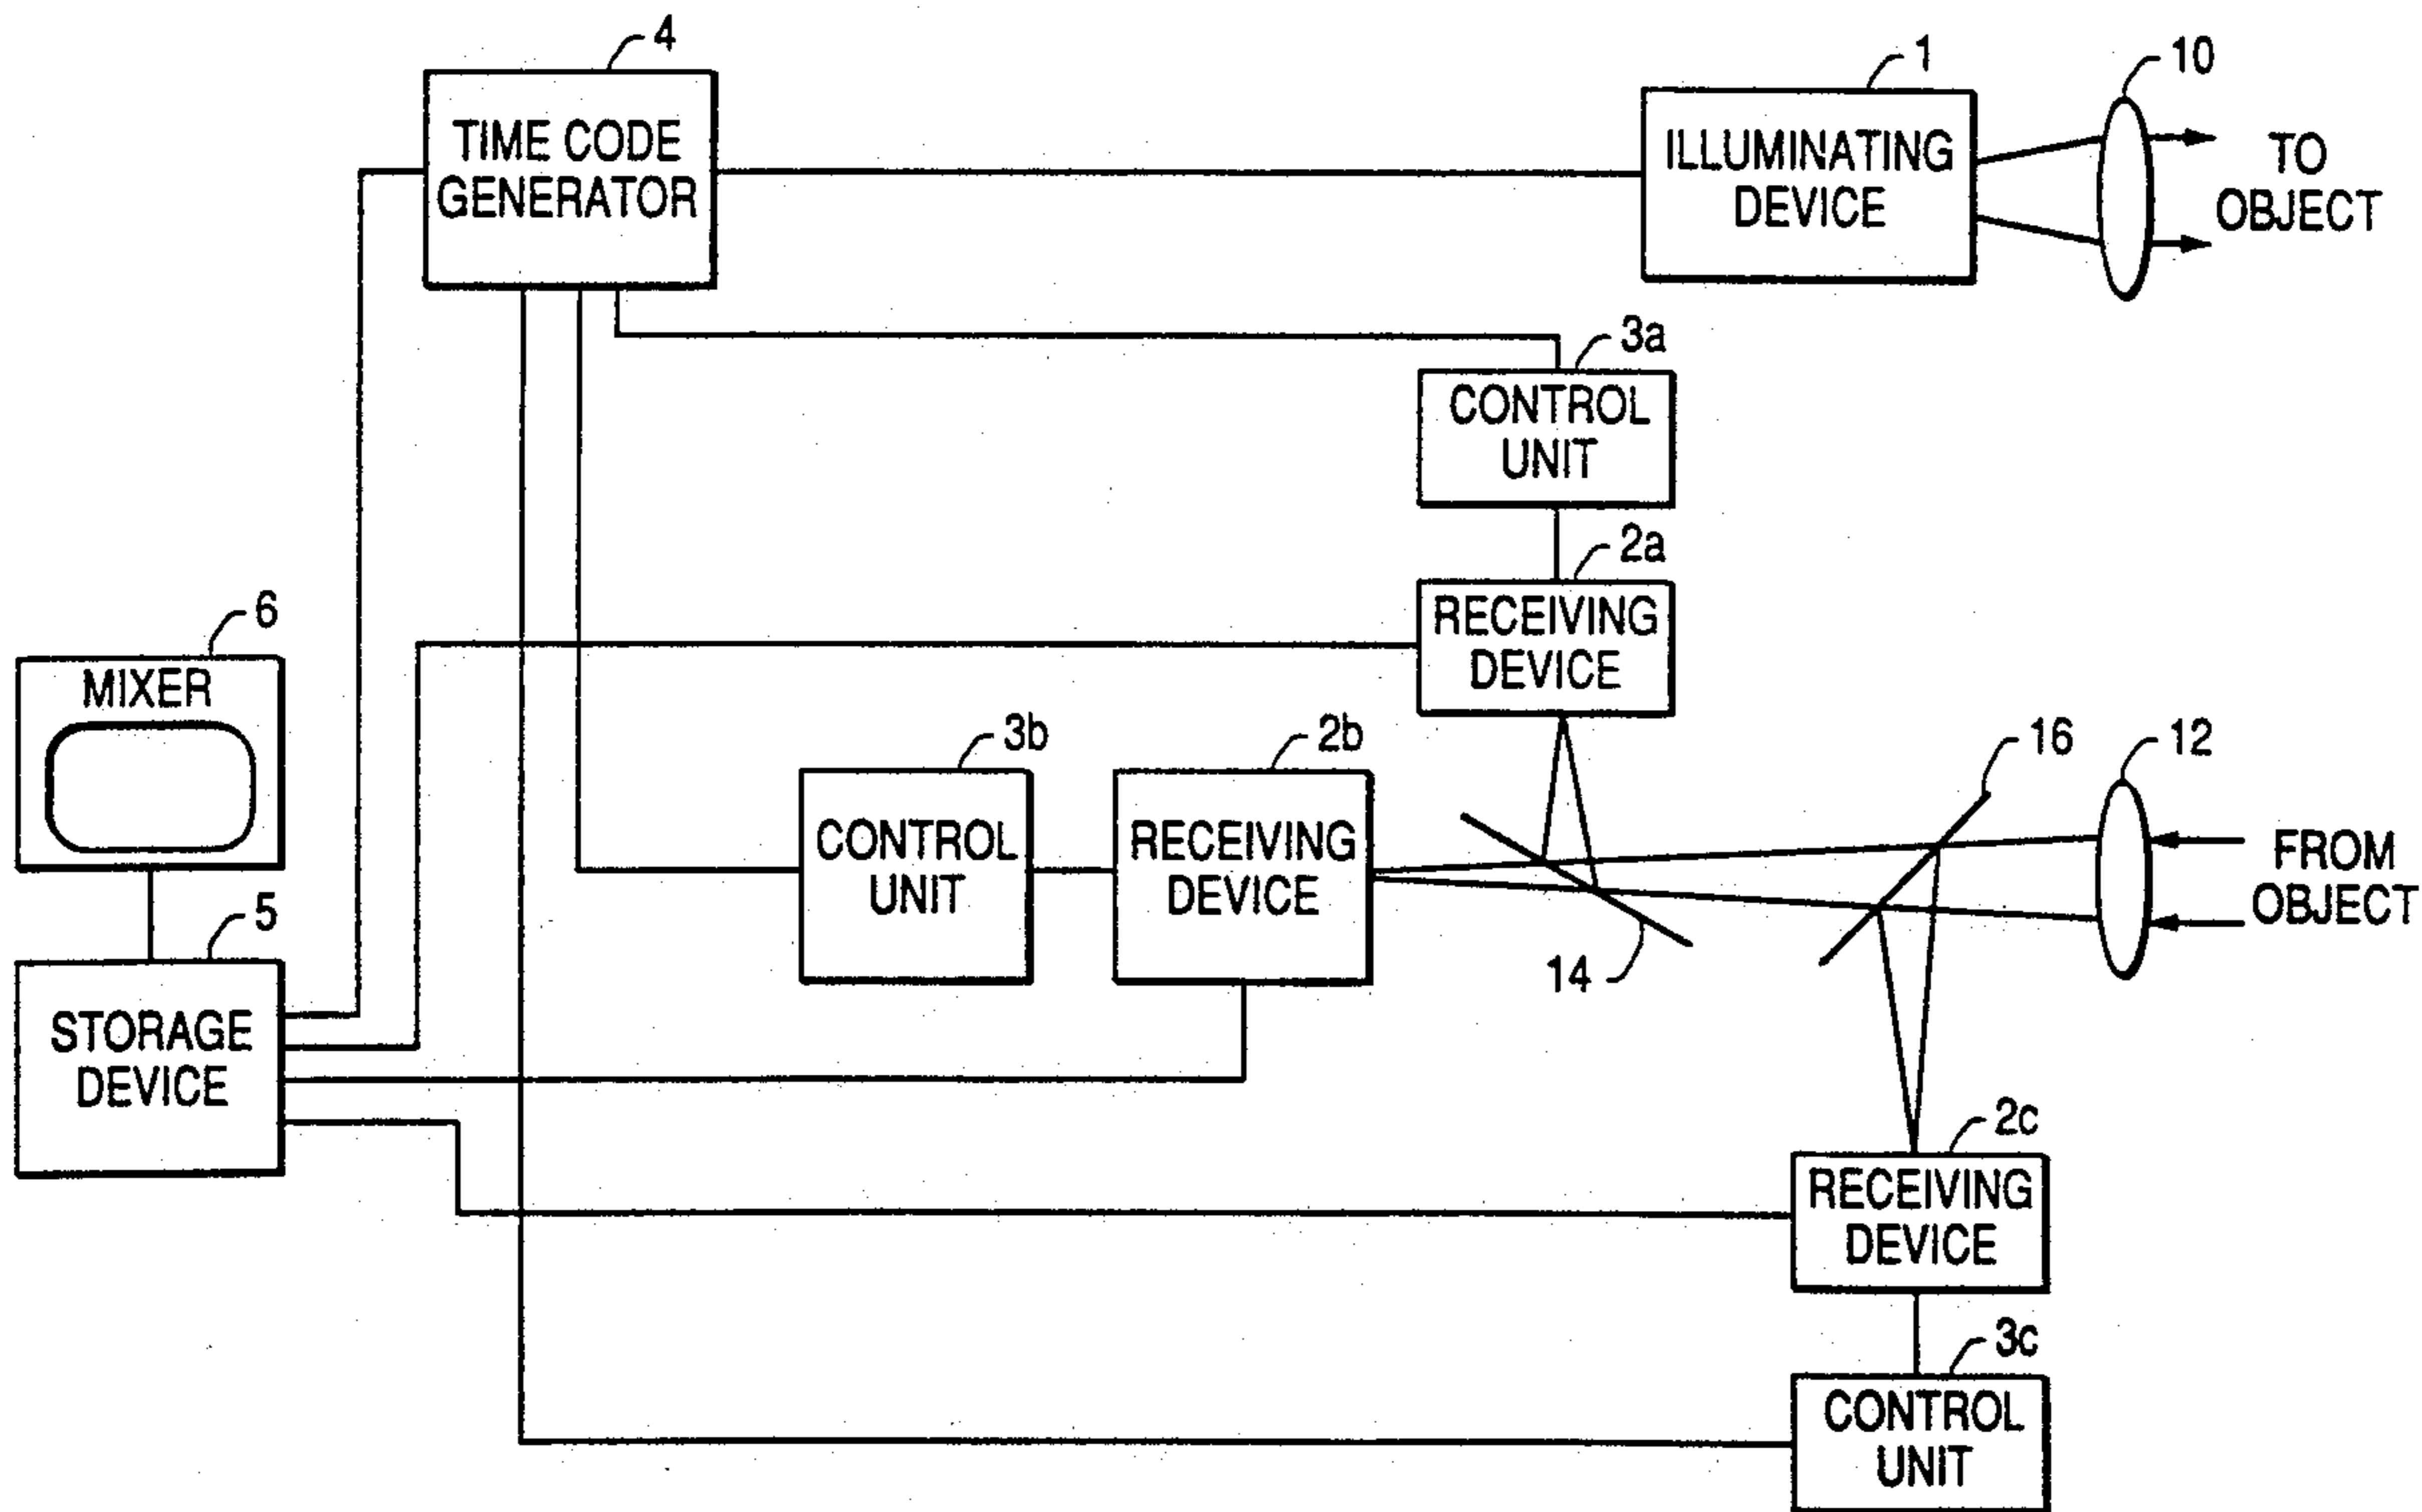 4
TIME CODE
GENERATOR
1
ILLUMINATING
DEVICE
10
TO
OBJECT
3a
CONTROL
UNIT
2a
RECEIVING
DEVICE
6
MIXER
3b
CONTROL
UNIT
2b
RECEIVING
DEVICE
14
16
12
FROM
OBJECT
5
STORAGE
DEVICE
2c
RECEIVING
DEVICE
3c
CONTROL
UNIT